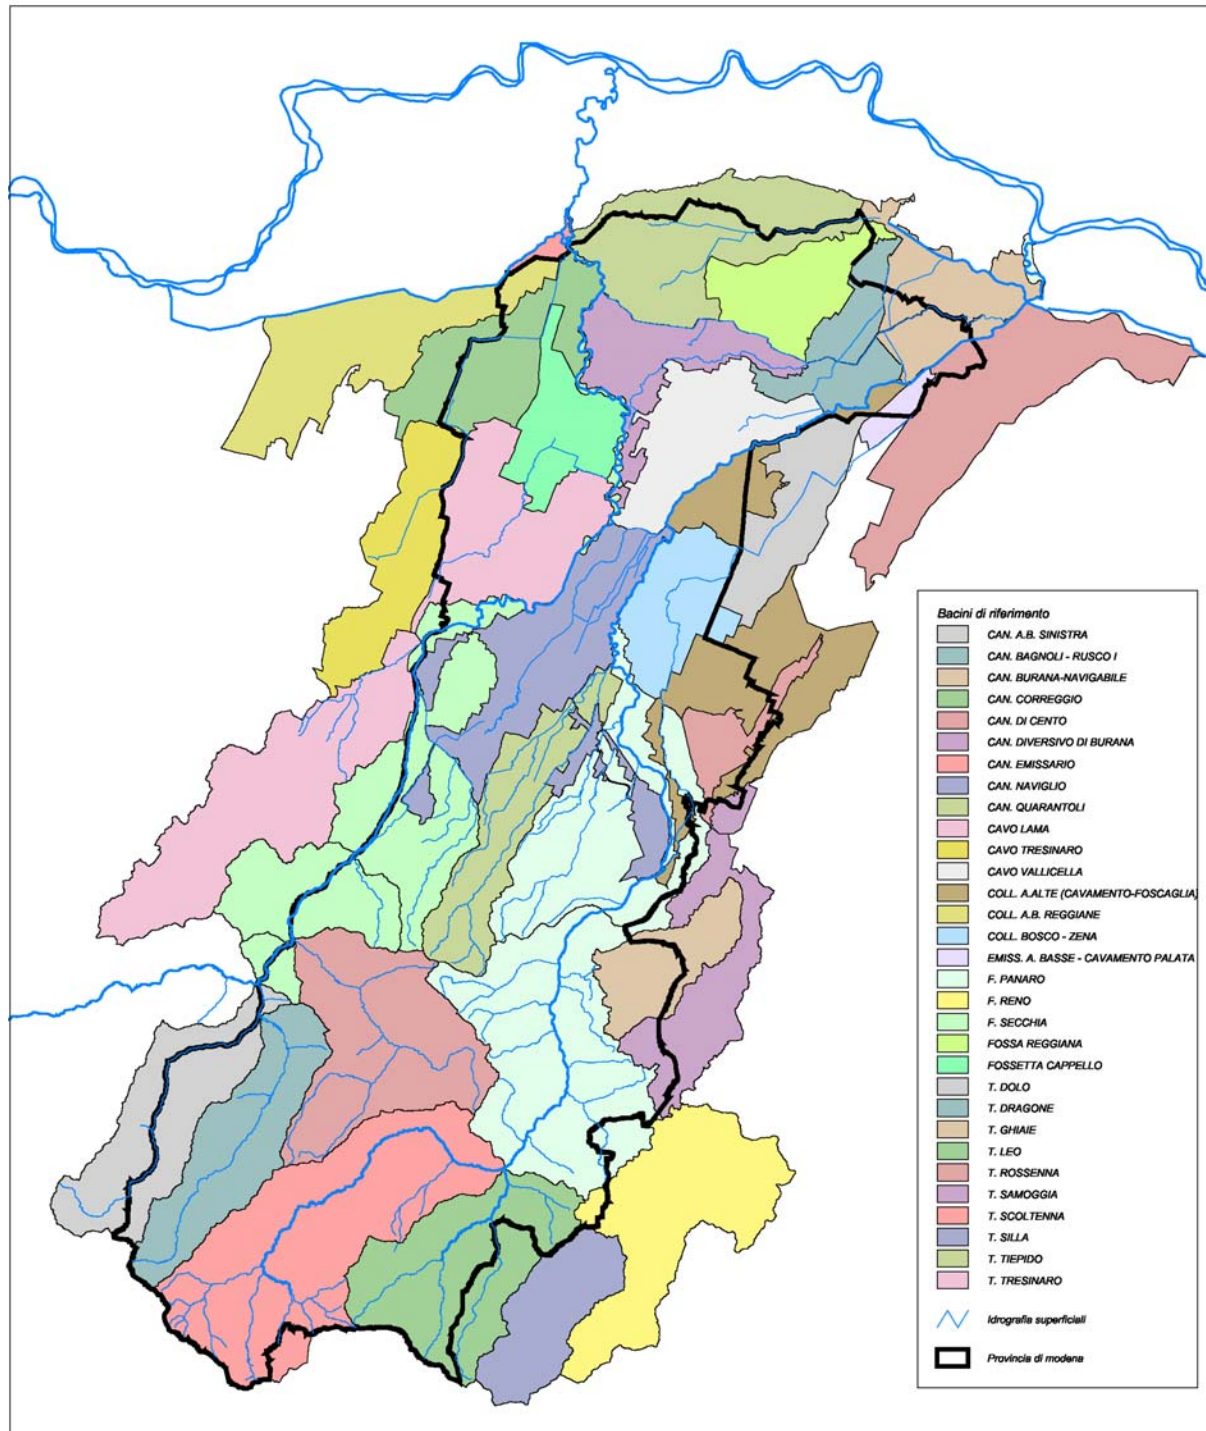 Bacini di riferimento
CAN. A.B. SINISTRA
CAN. BAGNOLI - RUSCO I
CAN. BURANA-NAVIGABILE
CAN. CORREGGIO
CAN. DI CENTO
CAN. DIVERSIVO DI BURANA
CAN. EMISSARIO
CAN. NAVIGLIO
CAN. QUARANTOLI
CAVO LAMA
CAVO TRESINARO
CAVO VALLICELLA
COLL. A.ALTE (CAVAMENTO-FOSCAGLIA)
COLL. A.B. REGGIANE
COLL. BOSCO - ZENA
EMISS. A. BASSE - CAVAMENTO PALATA
F. PANARO
F. RENO
F. SECCHIA
FOSSA REGGIANA
FOSSETTA CAPPELLO
T. DOLO
T. DRAGONE
T. GHIAIE
T. LEO
T. ROSSENNA
T. SAMOGGIA
T. SCOLTENNA
T. SILLA
T. TIEPIDO
T. TRESINARO
Idrografia superficiali
Provincia di modena